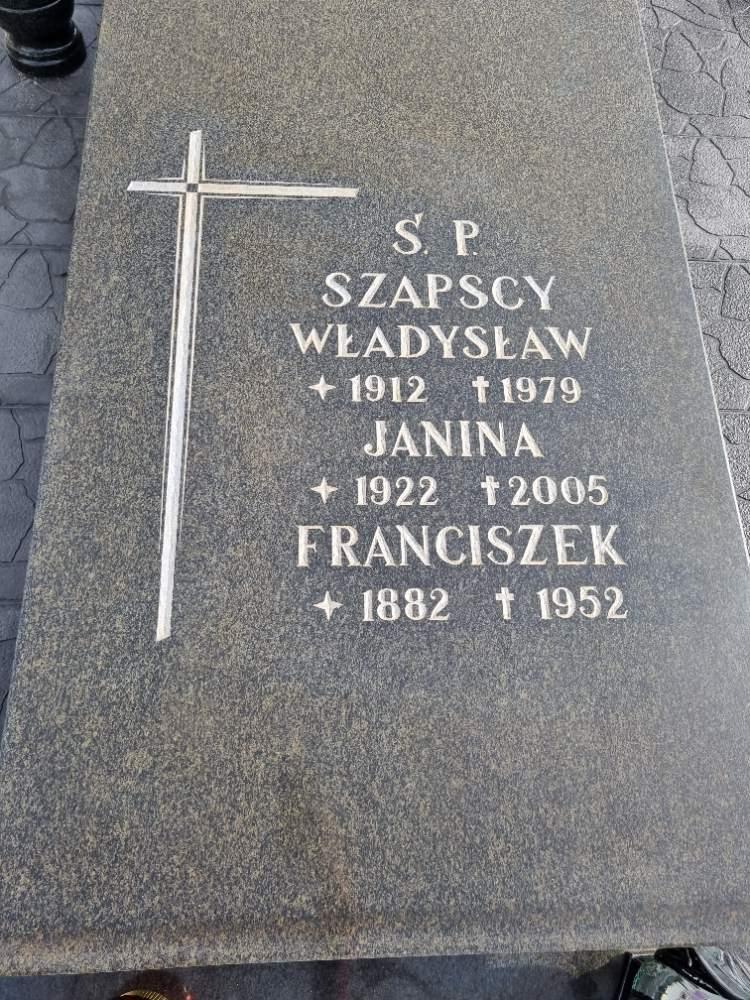 Ś. P.
SZAPSCY
WŁADYSŁAW
✦ 1912 ✝ 1979
JANINA
✦ 1922 ✝ 2005
FRANCISZEK
✦ 1882 ✝ 1952